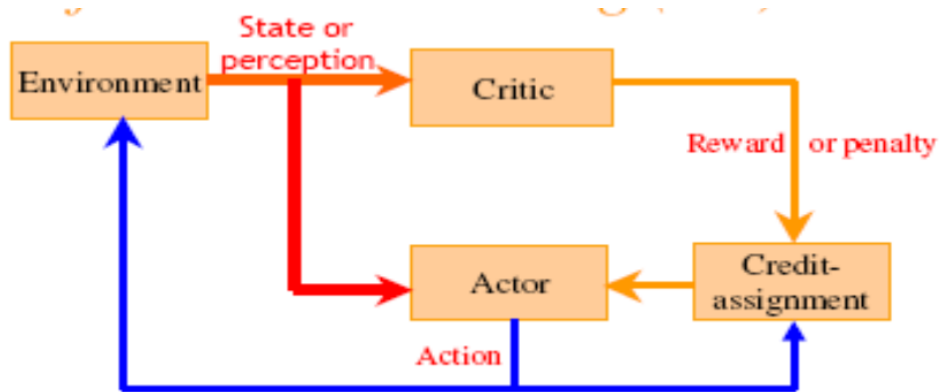 State or
perception
Environment
Critic
Reward or penalty
Actor
Credit-
assignment
Action